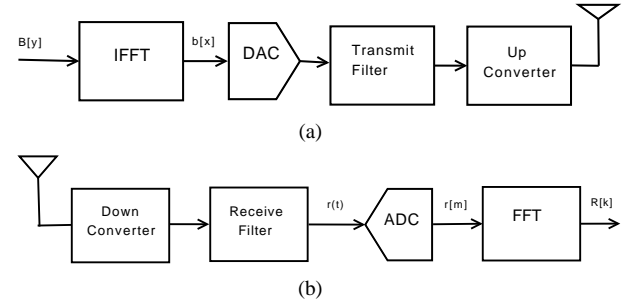 B[y]
IFFT
b[x]
DAC
Transmit
Filter
Up
Converter
(a)
Down
Converter
Receive
Filter
r(t)
ADC
r[m]
FFT
R[k]
(b)